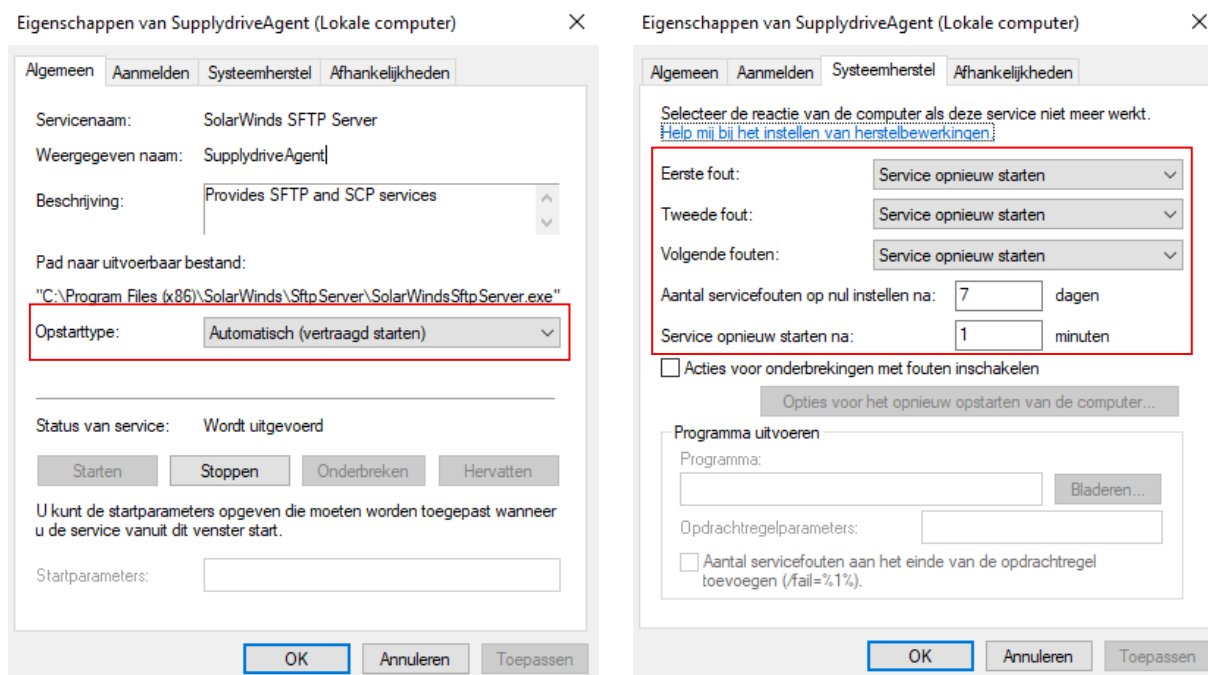 Eigenschappen van SupplydriveAgent (Lokale computer)
Algemeen Aanmelden Systeemherstel Afhankelijkheden
Servicenaam: SolarWinds SFTP Server
Weergegeven naam: SupplydriveAgent
Beschrijving: Provides SFTP and SCP services
Pad naar uitvoerbaar bestand:
"C:\Program Files (x86)\SolarWinds\SftpServer\SolarWindsSftpServer.exe"
Opstarttype: Automatisch (vertraagd starten)
Status van service: Wordt uitgevoerd
Starten Stoppen Onderbreken Hervatten
U kunt de startparameters opgeven die moeten worden toegepast wanneer
u de service vanuit dit venster start.
Startparameters:
OK Annuleren Toepassen
Eigenschappen van SupplydriveAgent (Lokale computer)
Algemeen Aanmelden Systeemherstel Afhankelijkheden
Selecteer de reactie van de computer als deze service niet meer werkt.
Help mij bij het instellen van herstelbewerkingen.
Eerste fout: Service opnieuw starten
Tweede fout: Service opnieuw starten
Volgende fouten: Service opnieuw starten
Aantal servicefouten op nul instellen na: 7 dagen
Service opnieuw starten na: 1 minuten
Acties voor onderbrekingen met fouten inschakelen
Opties voor het opnieuw opstarten van de computer...
Programma uitvoeren
Programma:
Bladeren...
Opdrachtregelparameters:
Aantal servicefouten aan het einde van de opdrachtregel
toevoegen (/fail=%1%).
OK Annuleren Toepassen